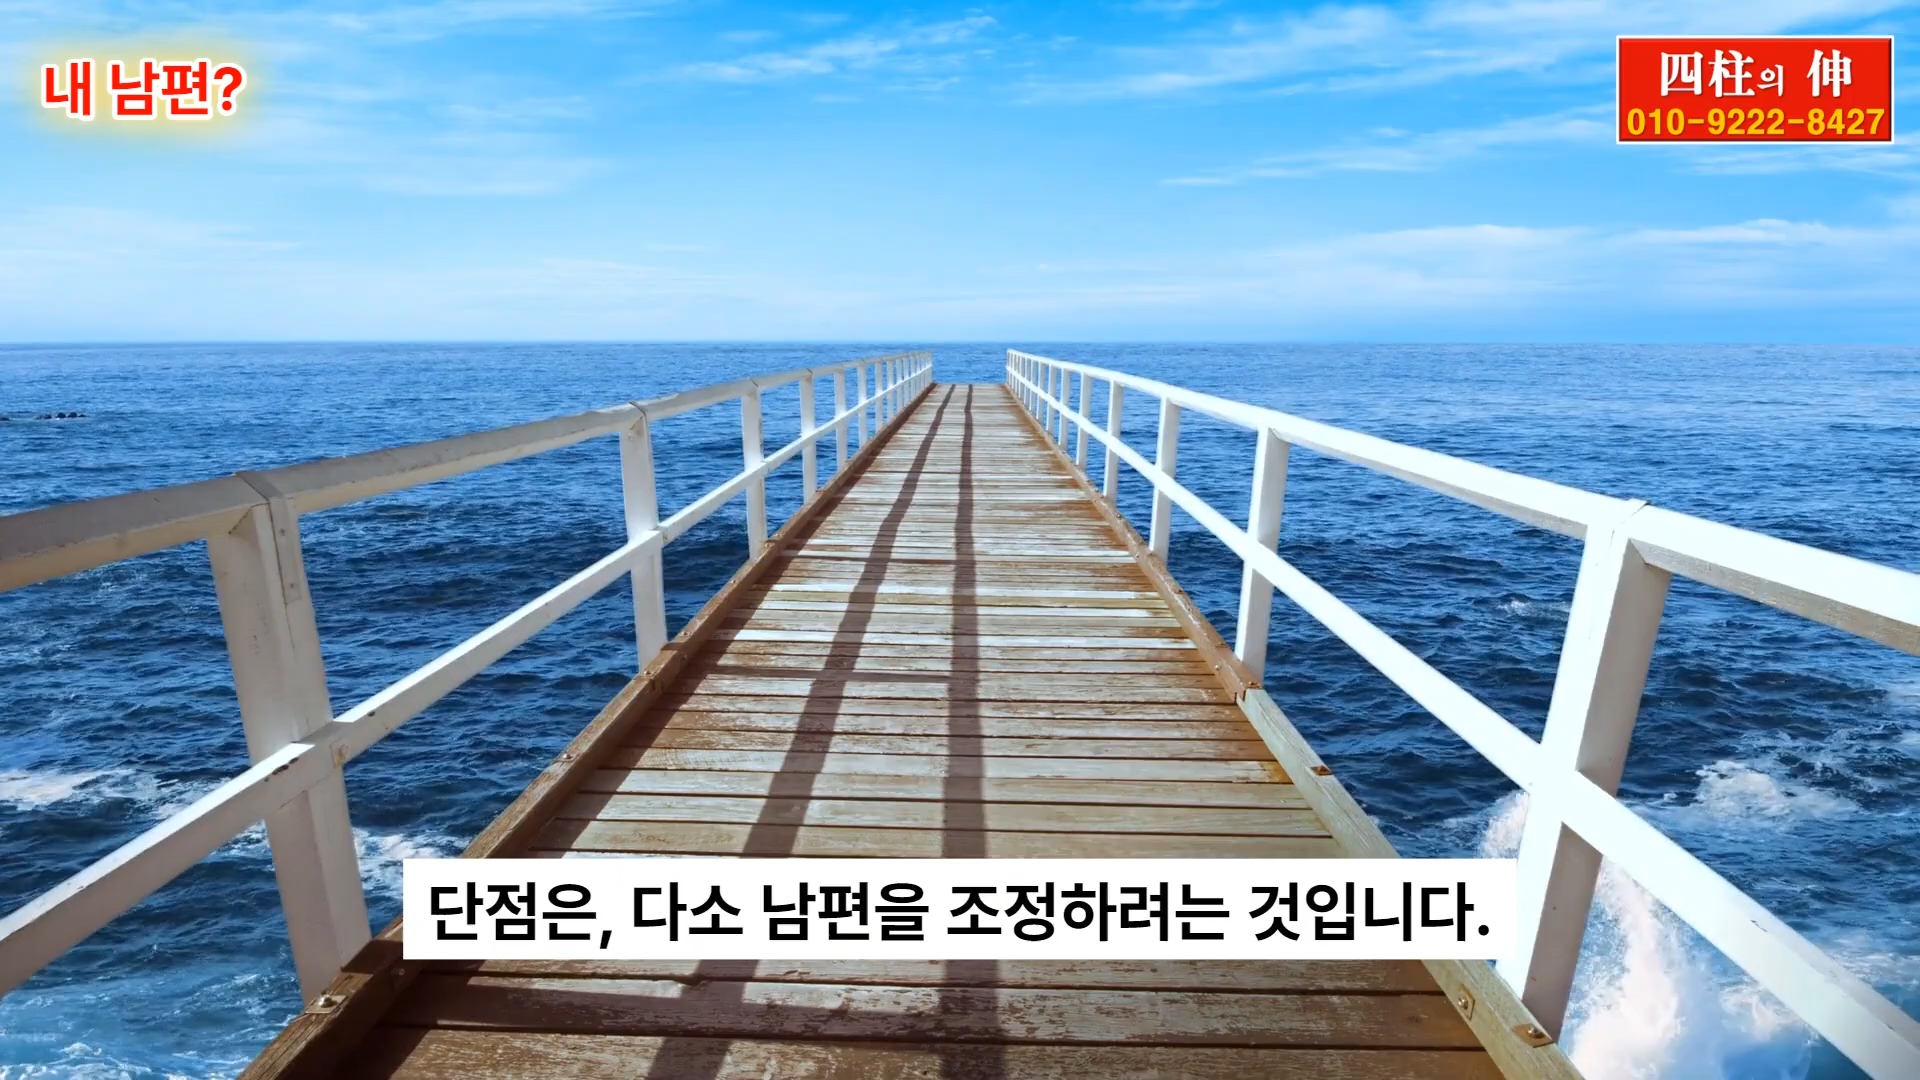 내 남편?
四柱의 伸
010-9222-8427
단점은, 다소 남편을 조정하려는 것입니다.